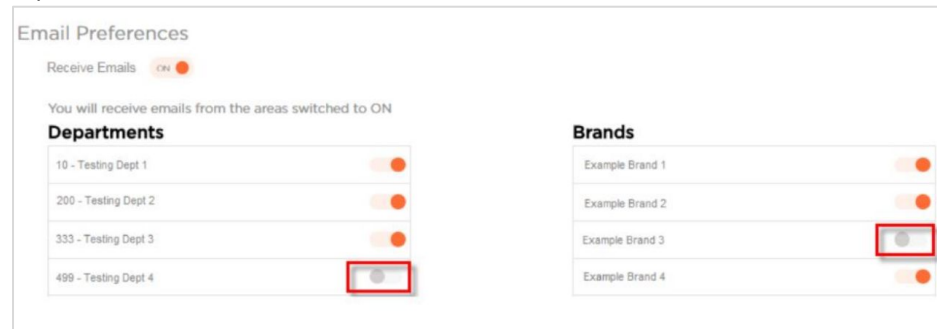 Email Preferences
Receive Emails ON
You will receive emails from the areas switched to ON
Departments
10 - Testing Dept 1
200 - Testing Dept 2
333 - Testing Dept 3
499 - Testing Dept 4
Brands
Example Brand 1
Example Brand 2
Example Brand 3
Example Brand 4